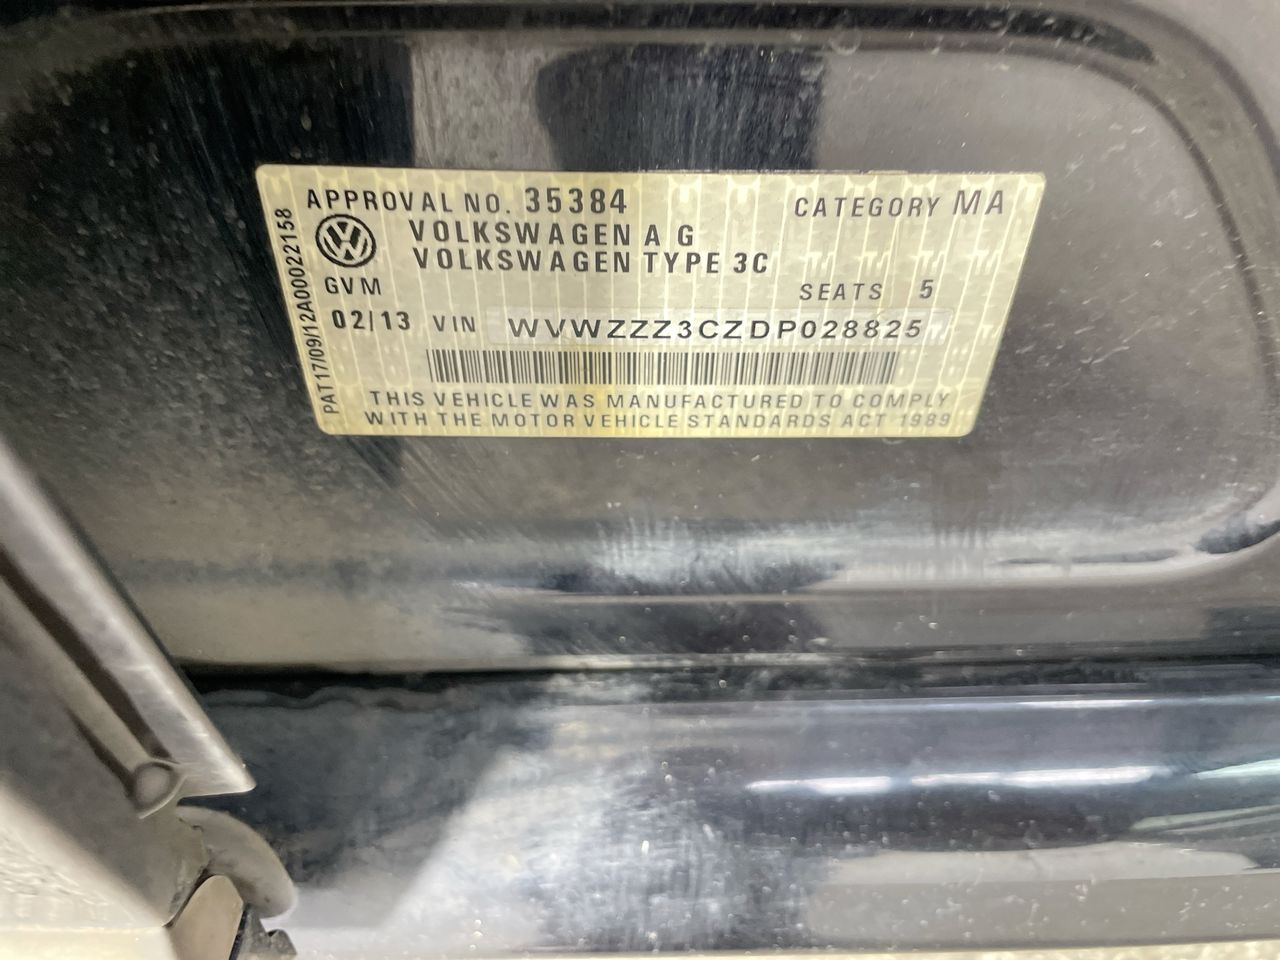 APPROVAL NO. 35384 CATEGORY MA
VOLKSWAGEN A G
VOLKSWAGEN TYPE 3C
GVM SEATS 5
02/13 VIN WVWZZZ3CZDP028825
THIS VEHICLE WAS MANUFACTURED TO COMPLY
WITH THE MOTOR VEHICLE STANDARDS ACT 1989
PAT17/09/12A00022158